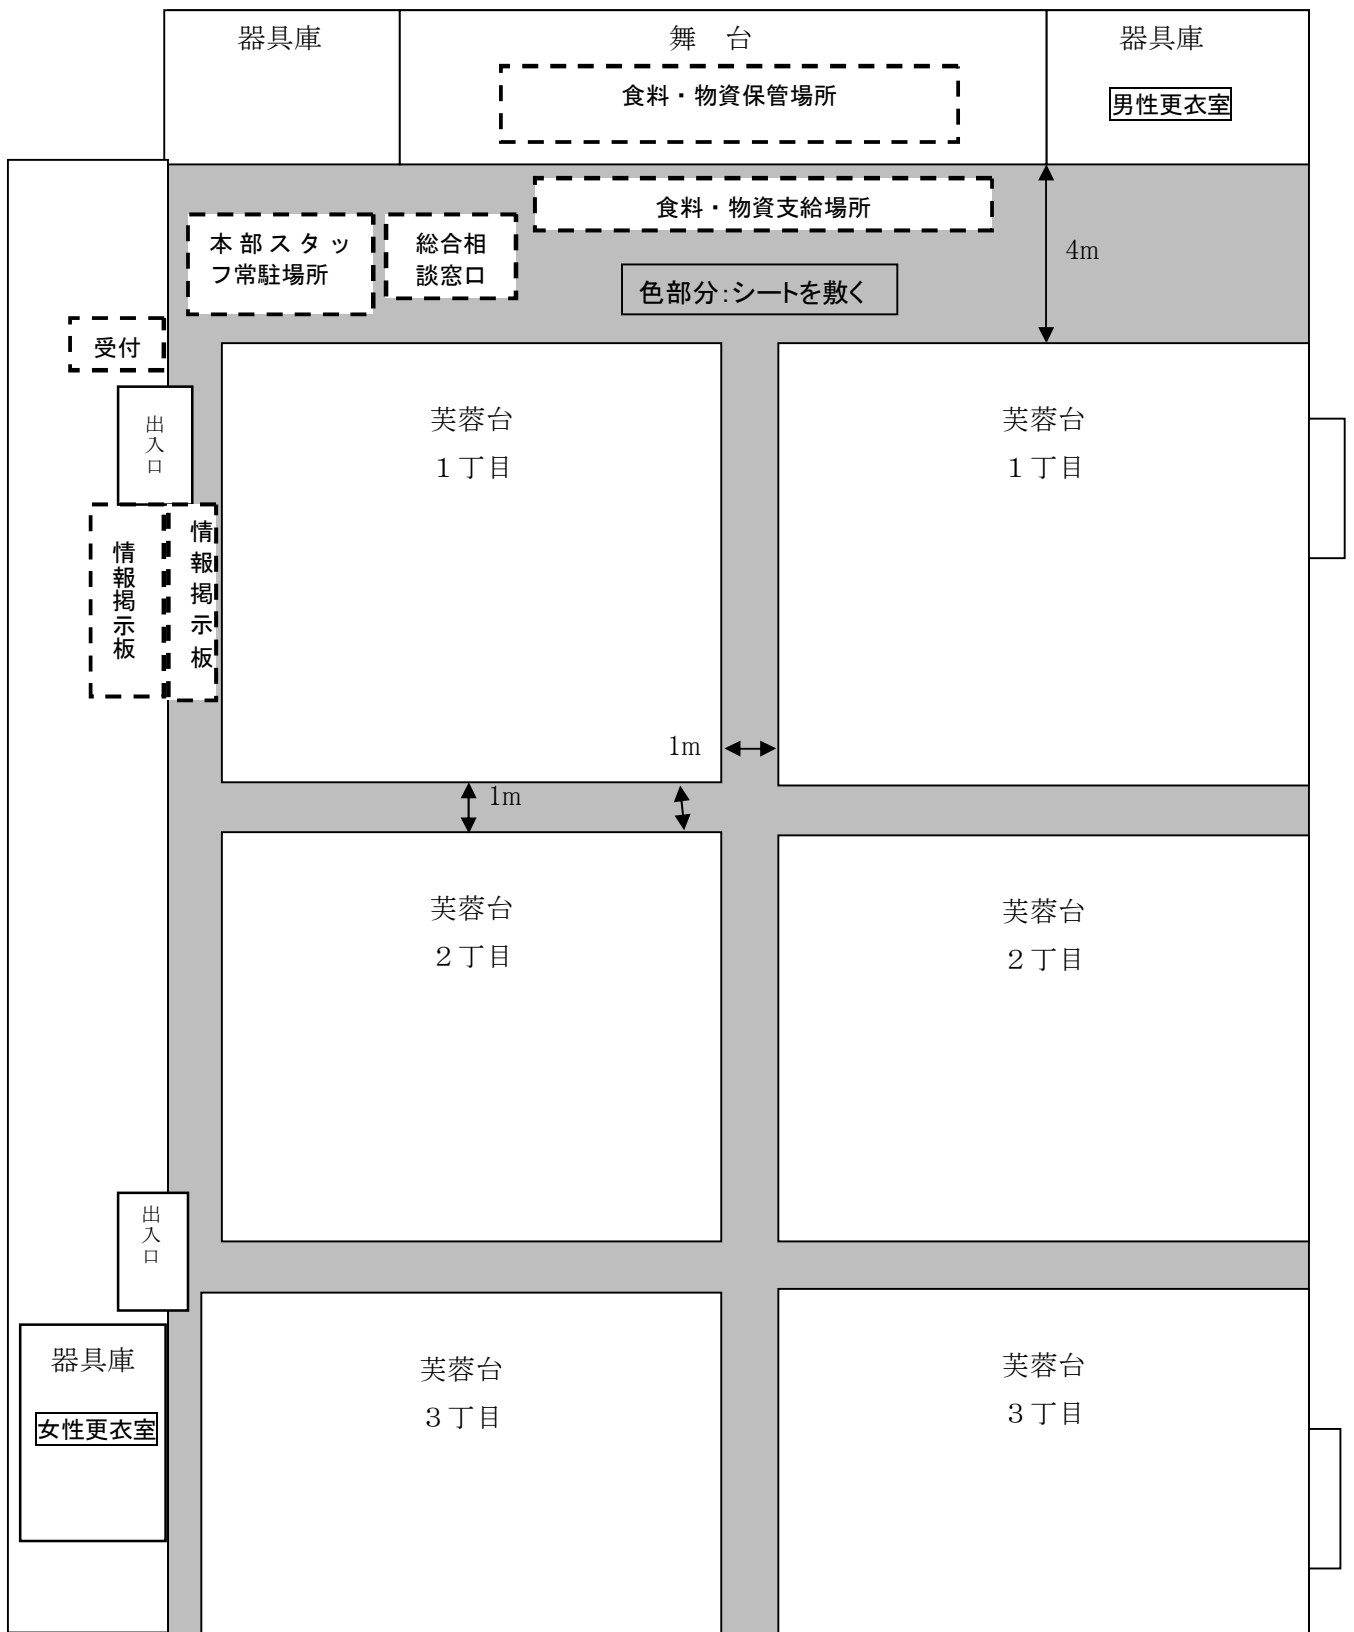 器具庫
舞　台
器具庫
食料・物資保管場所
男性更衣室
食料・物資支給場所
本部スタッ
フ常駐場所
総合相
談窓口
4m
色部分：シートを敷く
受付
出入口
芙蓉台
１丁目
芙蓉台
１丁目
情報掲示板
情報掲示板
1m
1m
芙蓉台
２丁目
芙蓉台
２丁目
出入口
器具庫
女性更衣室
芙蓉台
３丁目
芙蓉台
３丁目